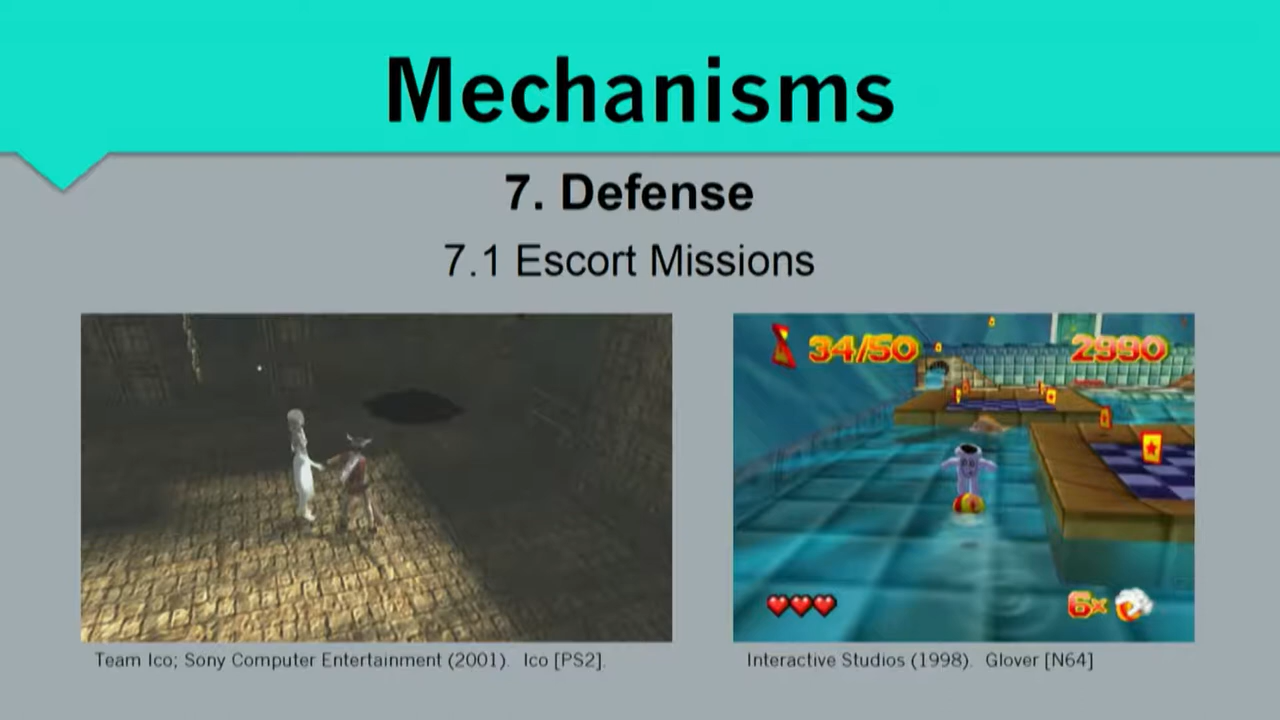 Mechanisms
7. Defense
7.1 Escort Missions
34/50
2990
6x
Team Ico; Sony Computer Entertainment (2001). Ico [PS2].
Interactive Studios (1998). Glover [N64]